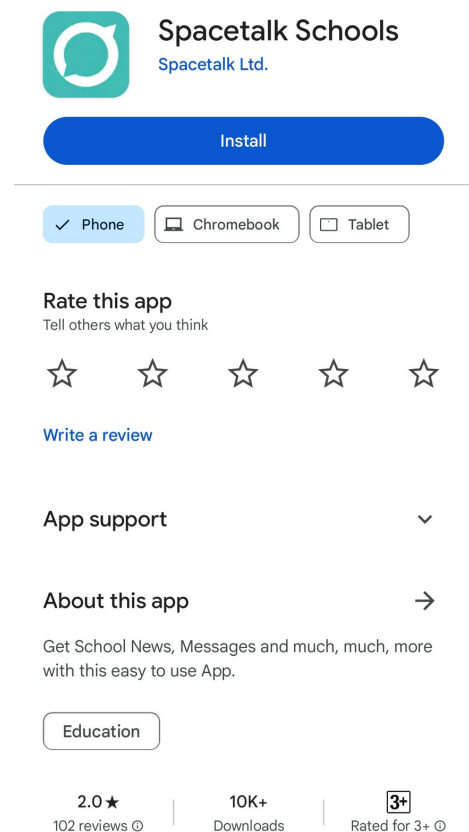 Spacetalk Schools
Spacetalk Ltd.
Install
Phone
Chromebook
Tablet
Rate this app
Tell others what you think
Write a review
App support
About this app
Get School News, Messages and much, much, more
with this easy to use App.
Education
2.0★
102 reviews
10K+
Downloads
3+
Rated for 3+